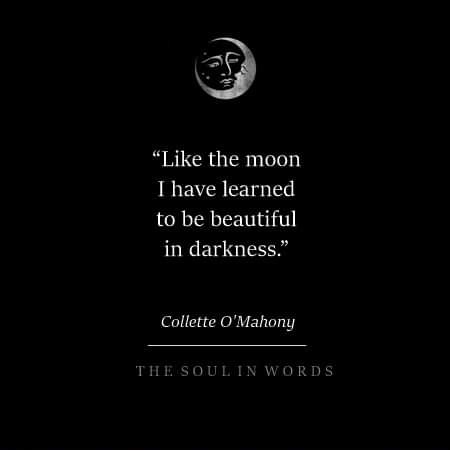 “Like the moon
I have learned
to be beautiful
in darkness.”
Collette O'Mahony
THE SOUL IN WORDS